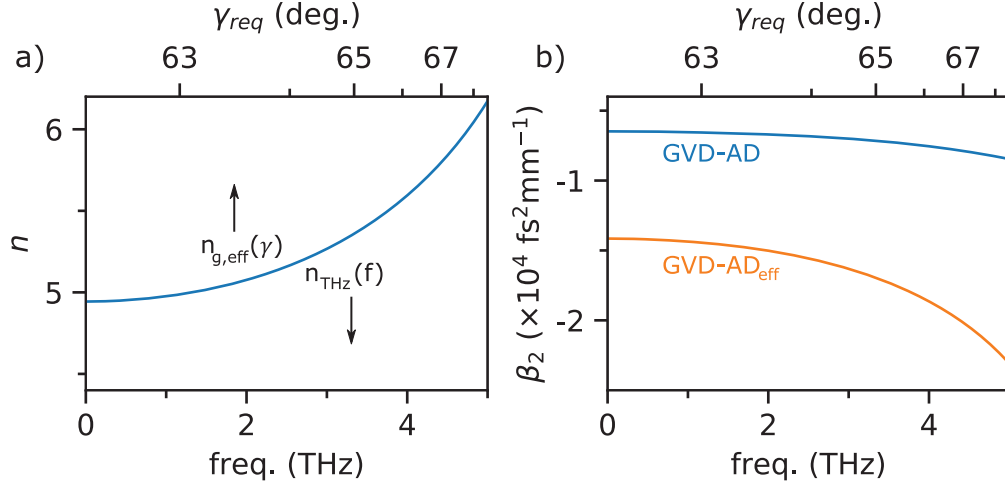 γreq (deg.)
a) 63 65 67
6
5
n
ng,eff(γ)
nTHz(f)
0 2 4
freq. (THz)
γreq (deg.)
b) 63 65 67
-1
-2
β2 (×10⁴ fs²mm⁻¹)
GVD-AD
GVD-ADeff
0 2 4
freq. (THz)